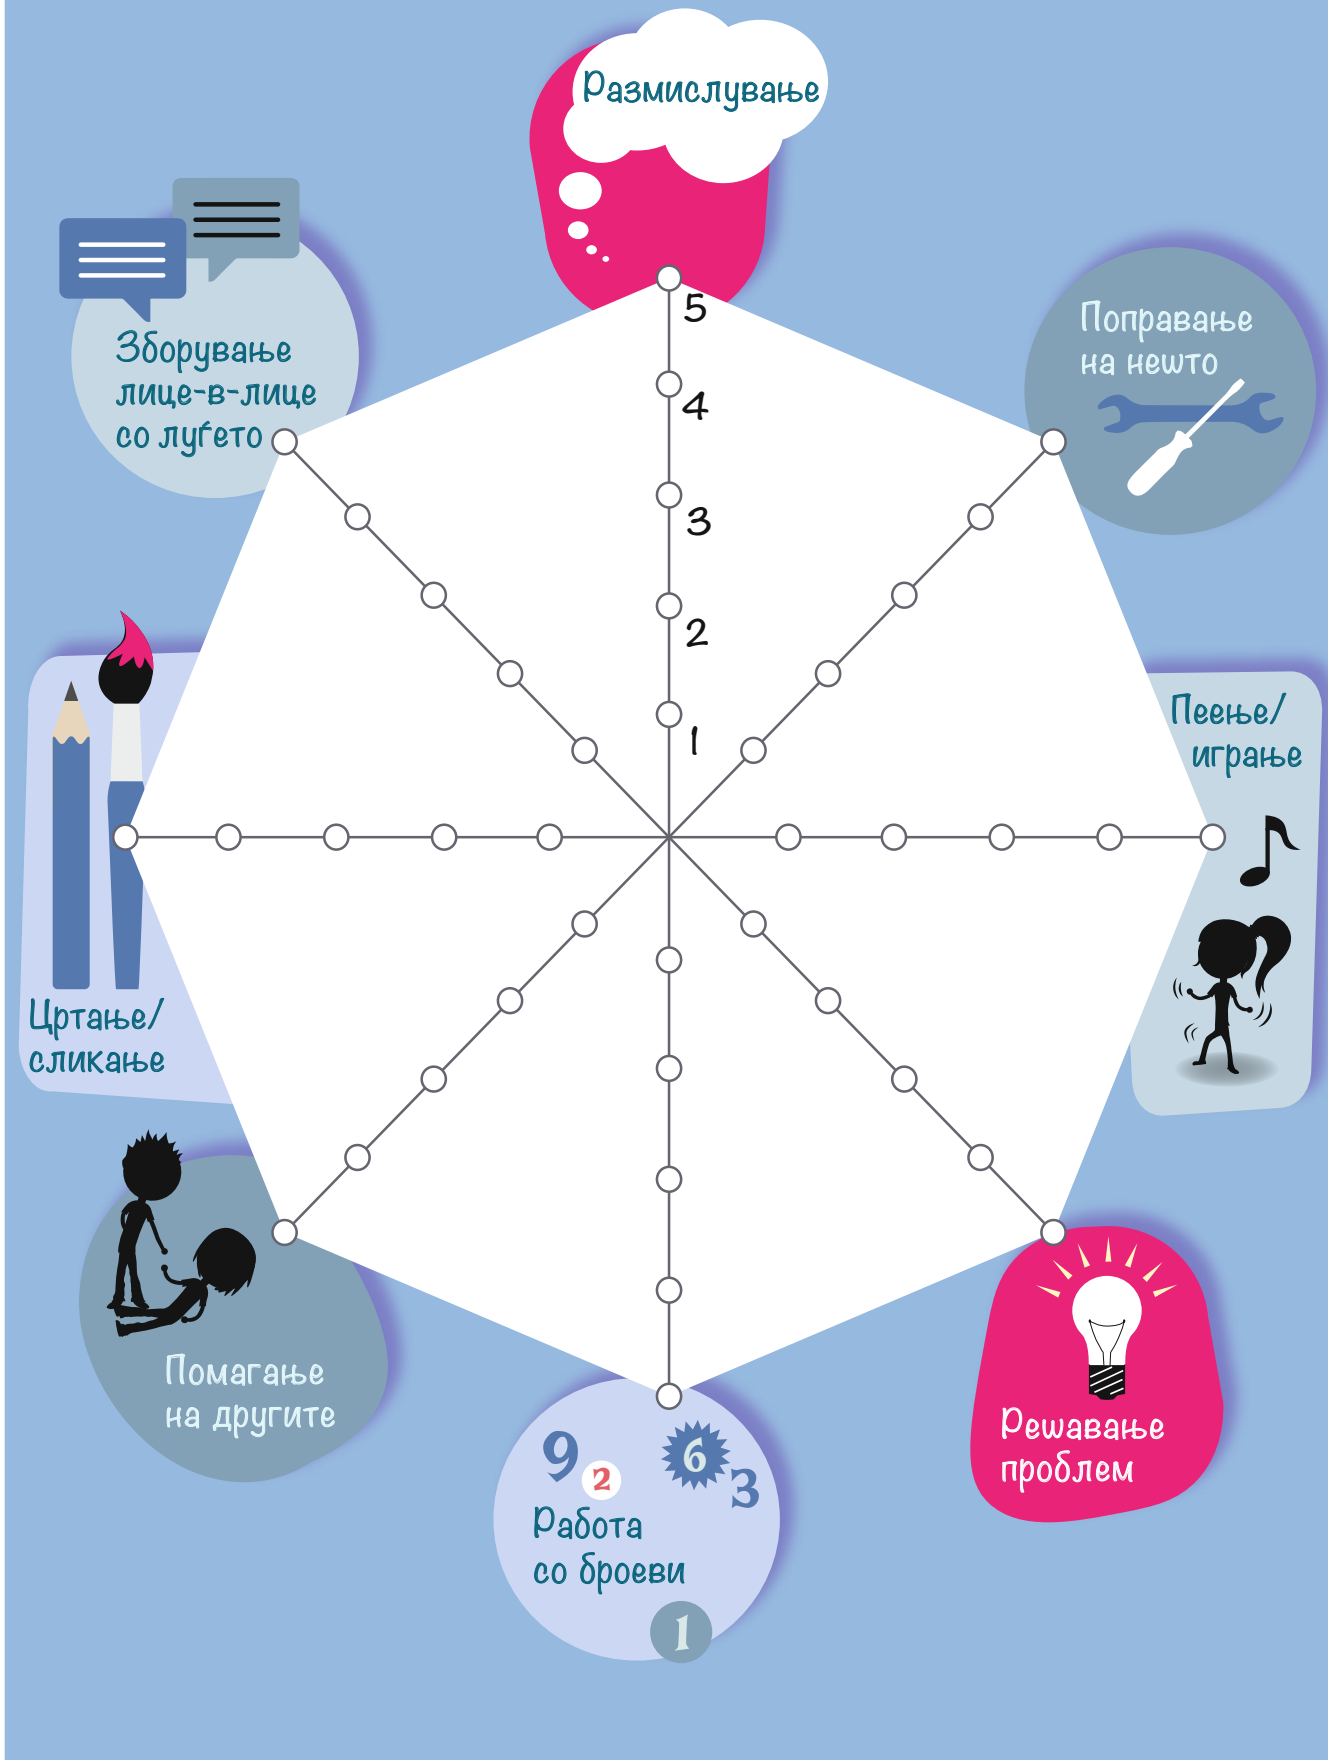 Размислување
Зборување
лице-в-лице
со луѓето
Поправање
на нешто
5
4
3
2
1
Пеење/
играње
Цртање/
сликање
Помагање
на другите
Решавање
проблем
9
2
6
3
Работа
со броеви
1